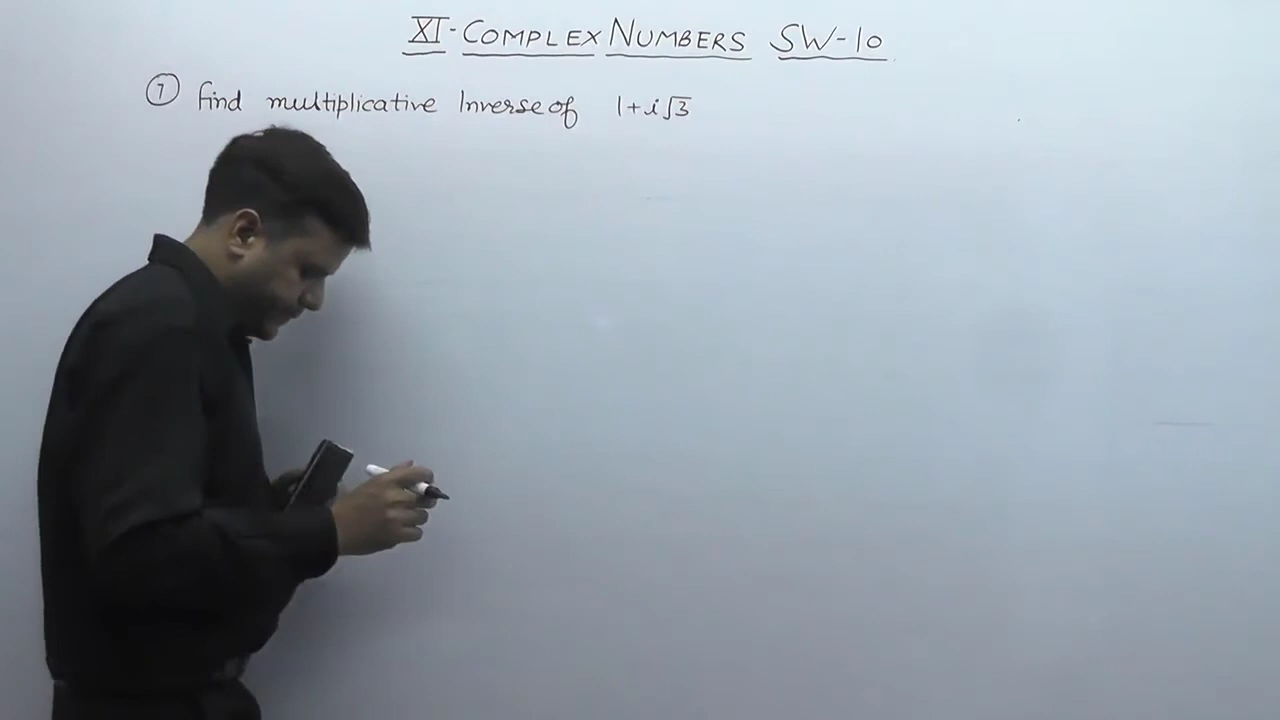 XI-COMPLEX NUMBERS SW-10
⑦ Find multiplicative Inverse of 1+i√3